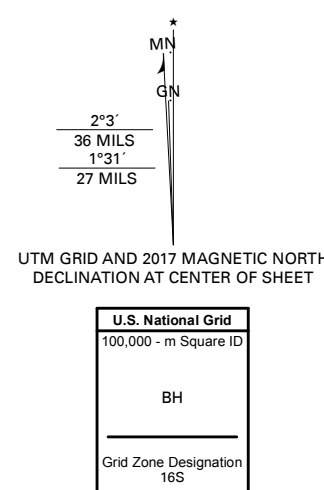 ★
MN
GN
2°3´
36 MILS
1°31´
27 MILS
UTM GRID AND 2017 MAGNETIC NORTH
DECLINATION AT CENTER OF SHEET
U.S. National Grid
100,000 - m Square ID
BH
Grid Zone Designation
16S